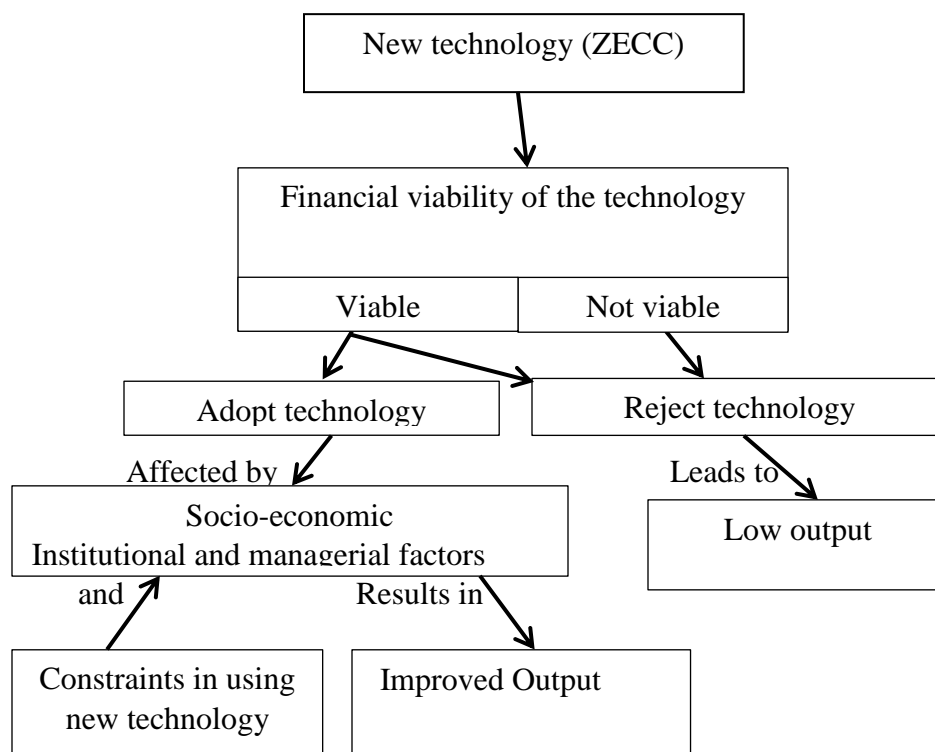 New technology (ZECC)
Financial viability of the technology
Viable
Not viable
Adopt technology
Reject technology
Affected by
Leads to
Socio-economic
Institutional and managerial factors
Low output
and
Results in
Constraints in using
new technology
Improved Output